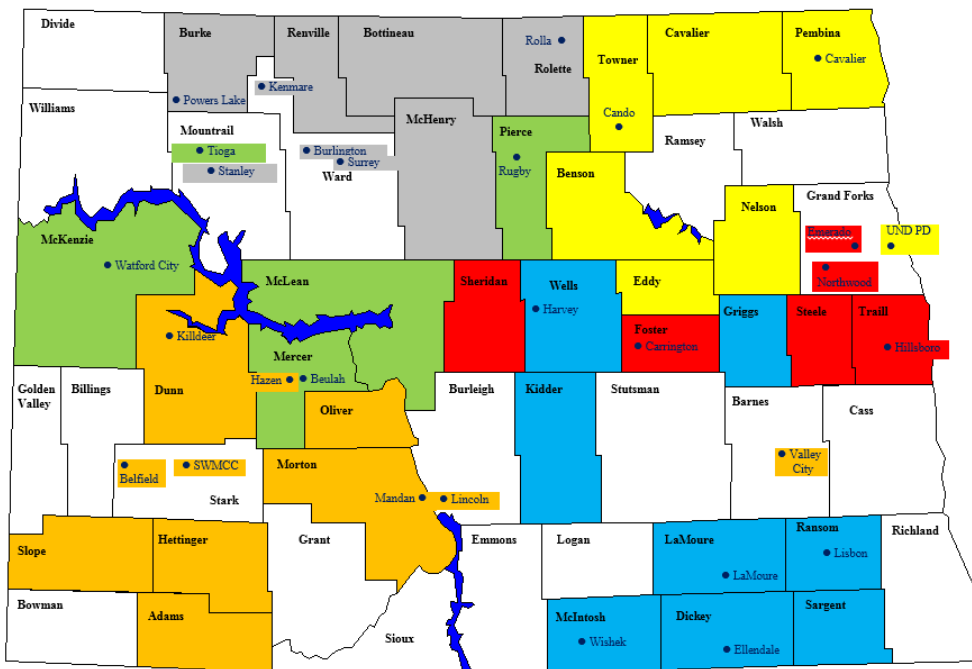 Divide
Burke
Renville
Bottineau
Rolla
Rolette
Towner
Cavalier
Pembina
Cavalier
Williams
Powers Lake
Kenmare
McHenry
Cando
Mountrail
Tioga
Stanley
Burlington
Surrey
Ward
Pierce
Rugby
Benson
Ramsey
Walsh
Nelson
Grand Forks
Emerado
UND PD
Northwood
McKenzie
Watford City
McLean
Sheridan
Wells
Harvey
Eddy
Foster
Carrington
Griggs
Steele
Traill
Hillsboro
Killdeer
Mercer
Hazen
Beulah
Golden
Valley
Billings
Dunn
Oliver
Burleigh
Kidder
Stutsman
Barnes
Cass
Valley
City
Belfield
SWMCC
Stark
Morton
Mandan
Lincoln
Slope
Hettinger
Grant
Emmons
Logan
LaMoure
LaMoure
Ransom
Lisbon
Richland
Bowman
Adams
Sioux
McIntosh
Wishek
Dickey
Ellendale
Sargent